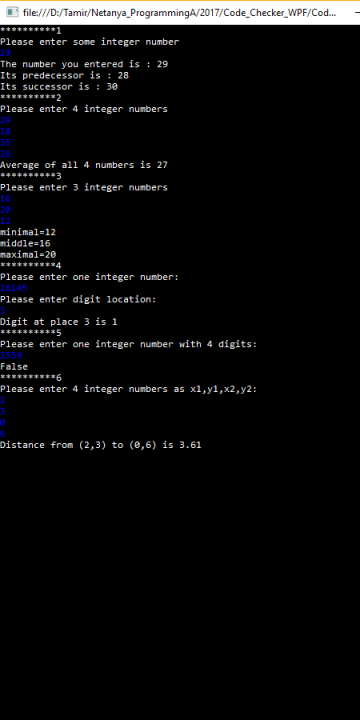 file:///D:/Tamir/Netanya_ProgrammingA/2017/Code_Checker_WPF/Cod...
**********1
Please enter some integer number
29
The number you entered is : 29
Its predecessor is : 28
Its successor is : 30
**********2
Please enter 4 integer numbers
29
18
35
26
Average of all 4 numbers is 27
**********3
Please enter 3 integer numbers
16
20
12
minimal=12
middle=16
maximal=20
**********4
Please enter one integer number:
26145
Please enter digit location:
3
Digit at place 3 is 1
**********5
Please enter one integer number with 4 digits:
False
**********6
Please enter 4 integer numbers as x1,y1,x2,y2:
2
3
0
6
Distance from (2,3) to (0,6) is 3.61